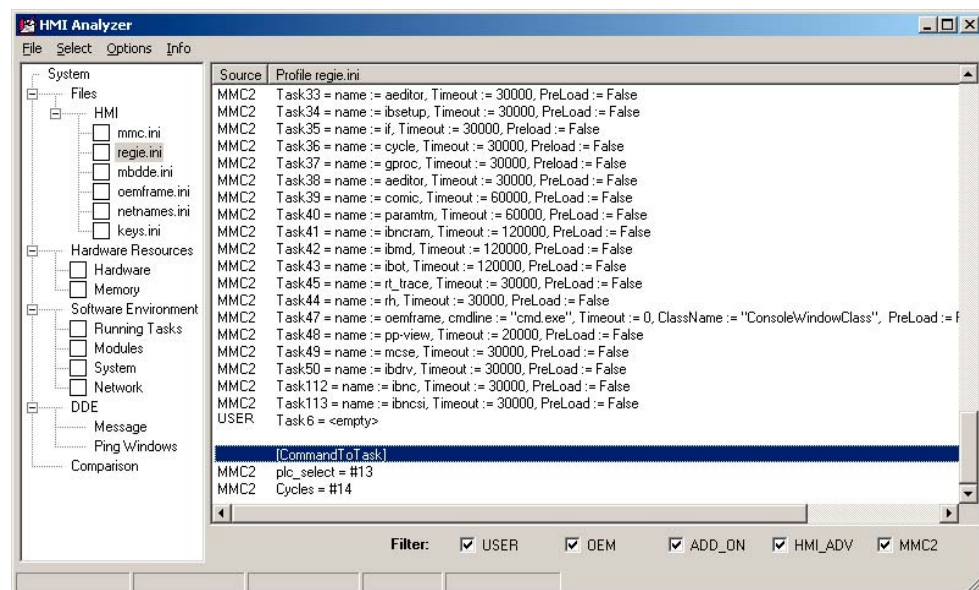 HMI Analyzer
File Select Options Info
System
Files
HMI
mmc.ini
regie.ini
mbdde.ini
oemframe.ini
netnames.ini
keys.ini
Hardware Resources
Hardware
Memory
Software Environment
Running Tasks
Modules
System
Network
DDE
Message
Ping Windows
Comparison
Source Profile regie.ini
MMC2 Task33 = name := aeditor, Timeout := 30000, PreLoad := False
MMC2 Task34 = name := ibsetup, Timeout := 30000, PreLoad := False
MMC2 Task35 = name := if, Timeout := 30000, Preload := False
MMC2 Task36 = name := cycle, Timeout := 30000, Preload := False
MMC2 Task37 = name := gproc, Timeout := 30000, PreLoad := False
MMC2 Task38 = name := aeditor, Timeout := 30000, PreLoad := False
MMC2 Task39 = name := comic, Timeout := 60000, PreLoad := False
MMC2 Task40 = name := paramtm, Timeout := 60000, PreLoad := False
MMC2 Task41 = name := ibncram, Timeout := 120000, PreLoad := False
MMC2 Task42 = name := ibmd, Timeout := 120000, PreLoad := False
MMC2 Task43 = name := ibot, Timeout := 120000, PreLoad := False
MMC2 Task45 = name := rt_trace, Timeout := 30000, PreLoad := False
MMC2 Task44 = name := rh, Timeout := 30000, PreLoad := False
MMC2 Task47 = name := oemframe, cmdline := "cmd.exe", Timeout := 0, ClassName := "ConsoleWindowClass", PreLoad := F
MMC2 Task48 = name := pp-view, Timeout := 20000, PreLoad := False
MMC2 Task49 = name := mcse, Timeout := 30000, PreLoad := False
MMC2 Task50 = name := ibdrv, Timeout := 30000, PreLoad := False
MMC2 Task112 = name := ibnc, Timeout := 30000, PreLoad := False
MMC2 Task113 = name := ibncsi, Timeout := 30000, PreLoad := False
USER Task6 = <empty>
[CommandToTask]
MMC2 plc_select = #13
MMC2 Cycles = #14
Filter: USER OEM ADD_ON HMI_ADV MMC2